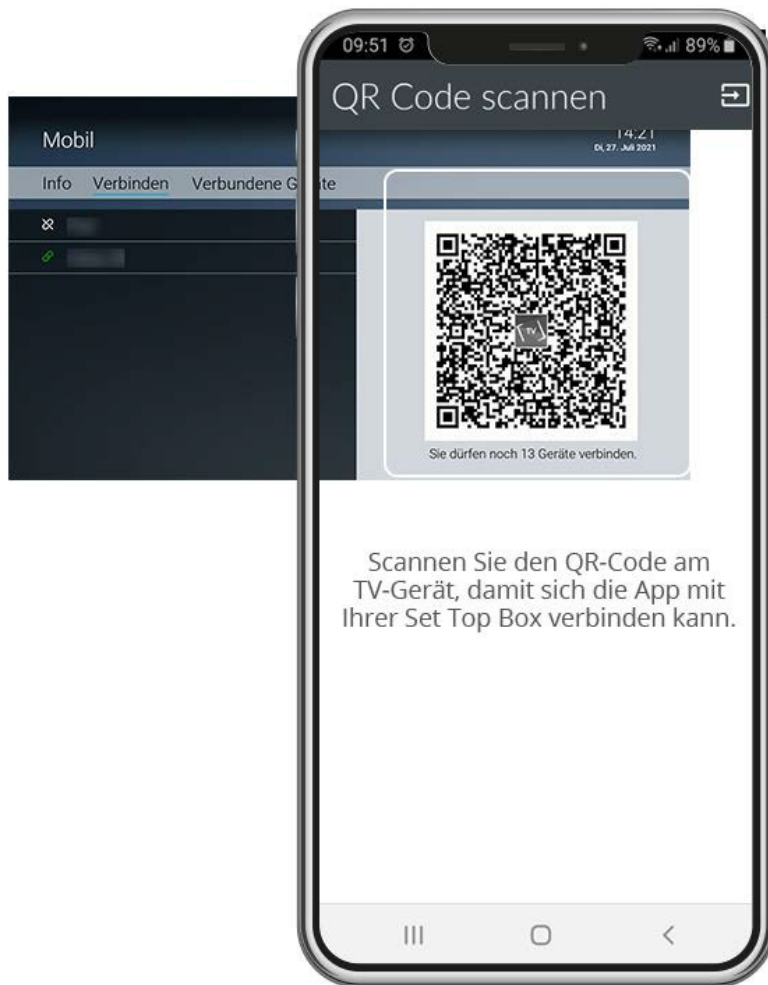 09:51 89%
QR Code scannen
Mobil
14:21
Di, 27. Juli 2021
Info Verbinden Verbundene Geräte
TV
Sie dürfen noch 13 Geräte verbinden.
Scannen Sie den QR-Code am
TV-Gerät, damit sich die App mit
Ihrer Set Top Box verbinden kann.